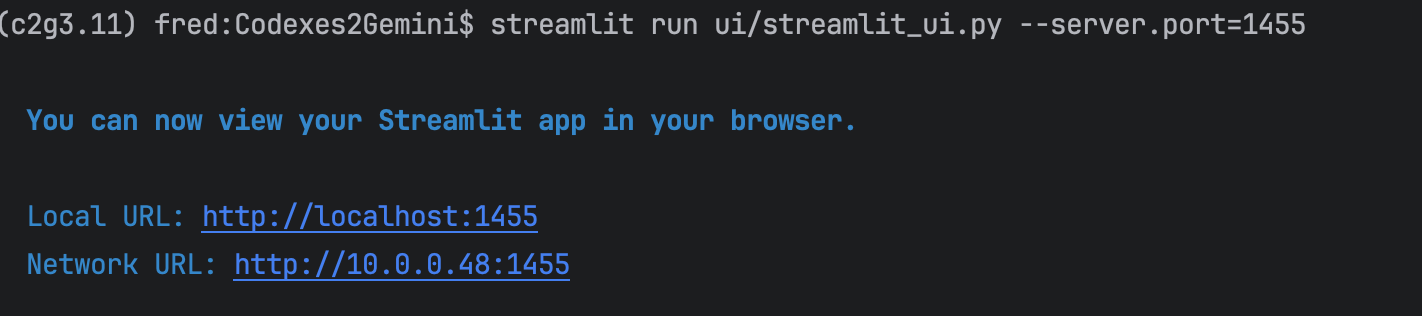 (c2g3.11) fred:Codexes2Gemini$ streamlit run ui/streamlit_ui.py --server.port=1455
You can now view your Streamlit app in your browser.
Local URL: http://localhost:1455
Network URL: http://10.0.0.48:1455